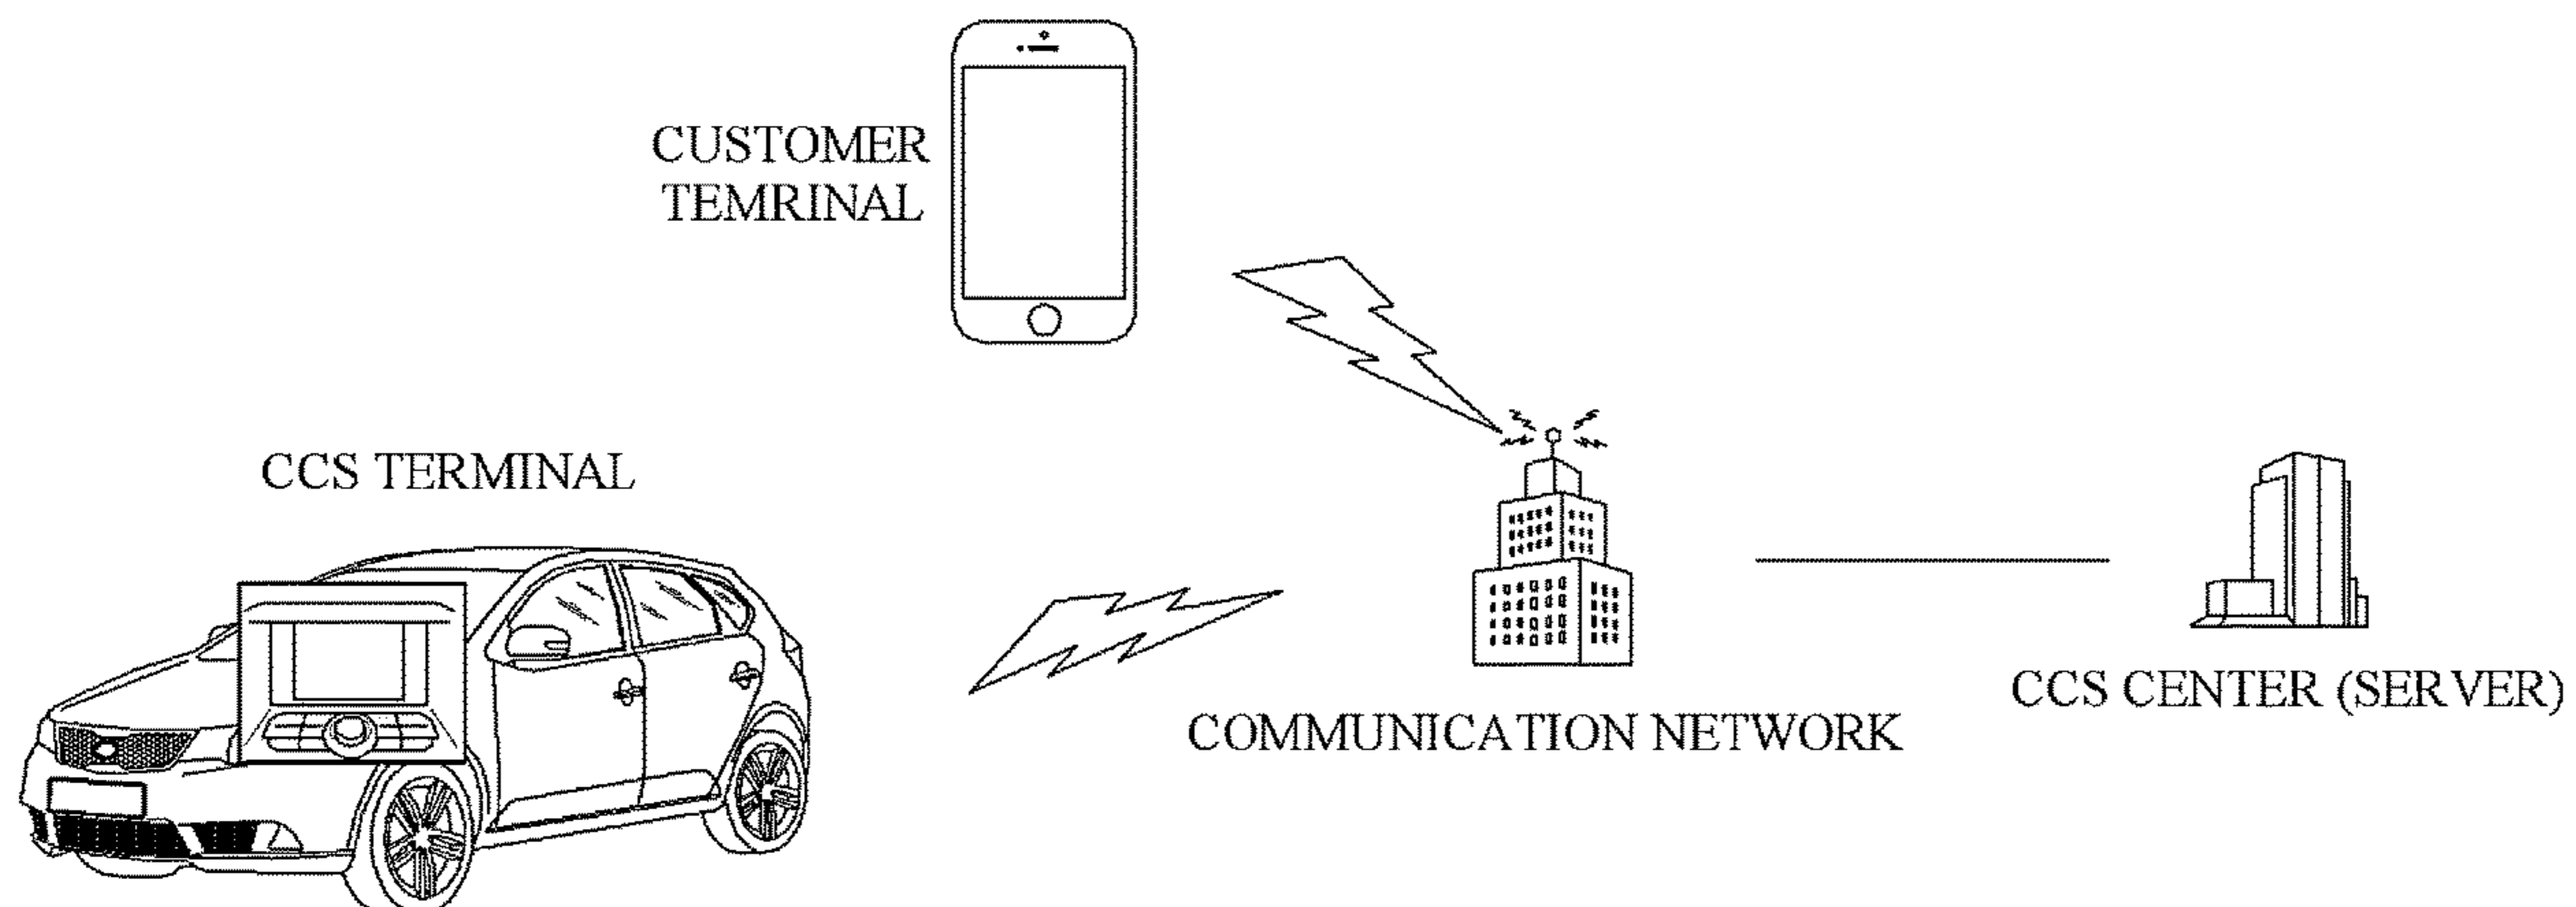 CUSTOMER
TEMRINAL
CCS TERMINAL
CCS CENTER (SERVER)
COMMUNICATION NETWORK